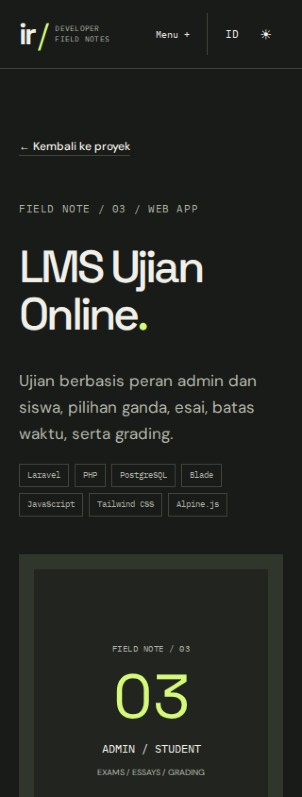 ir/ DEVELOPER
FIELD NOTES
Menu + ID ☀
← Kembali ke proyek
FIELD NOTE / 03 / WEB APP
LMS Ujian
Online.
Ujian berbasis peran admin dan
siswa, pilihan ganda, esai, batas
waktu, serta grading.
Laravel PHP PostgreSQL Blade
JavaScript Tailwind CSS Alpine.js
FIELD NOTE / 03
03
ADMIN / STUDENT
EXAMS / ESSAYS / GRADING